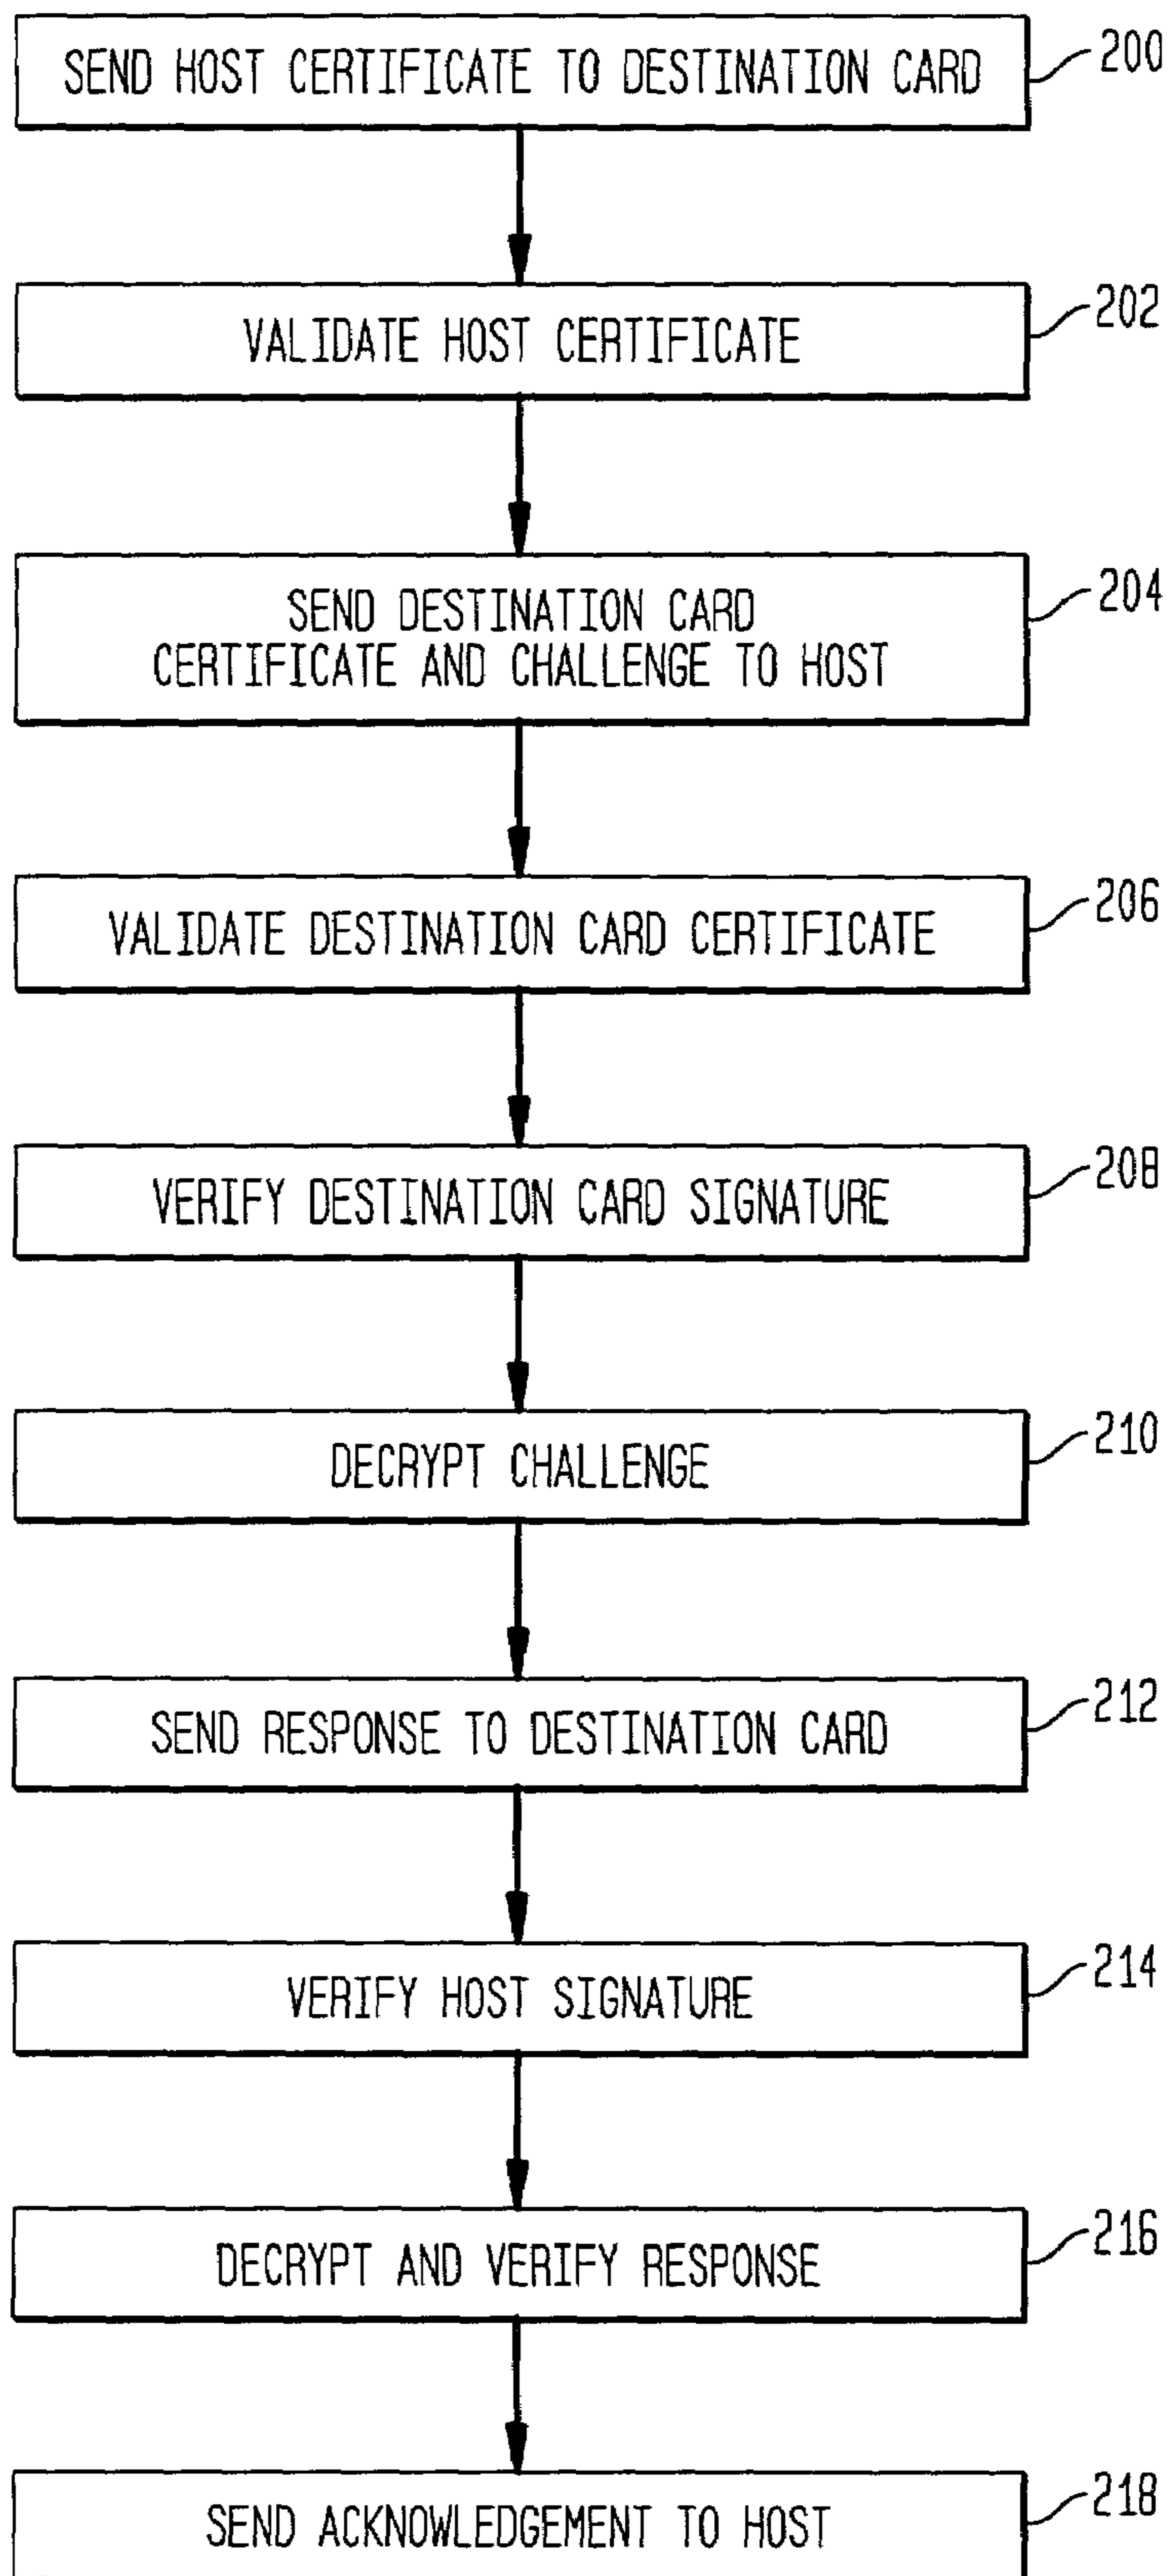 SEND HOST CERTIFICATE TO DESTINATION CARD
200
VALIDATE HOST CERTIFICATE
202
SEND DESTINATION CARD
CERTIFICATE AND CHALLENGE TO HOST
204
VALIDATE DESTINATION CARD CERTIFICATE
206
VERIFY DESTINATION CARD SIGNATURE
208
DECRYPT CHALLENGE
210
SEND RESPONSE TO DESTINATION CARD
212
VERIFY HOST SIGNATURE
214
DECRYPT AND VERIFY RESPONSE
216
SEND ACKNOWLEDGEMENT TO HOST
218